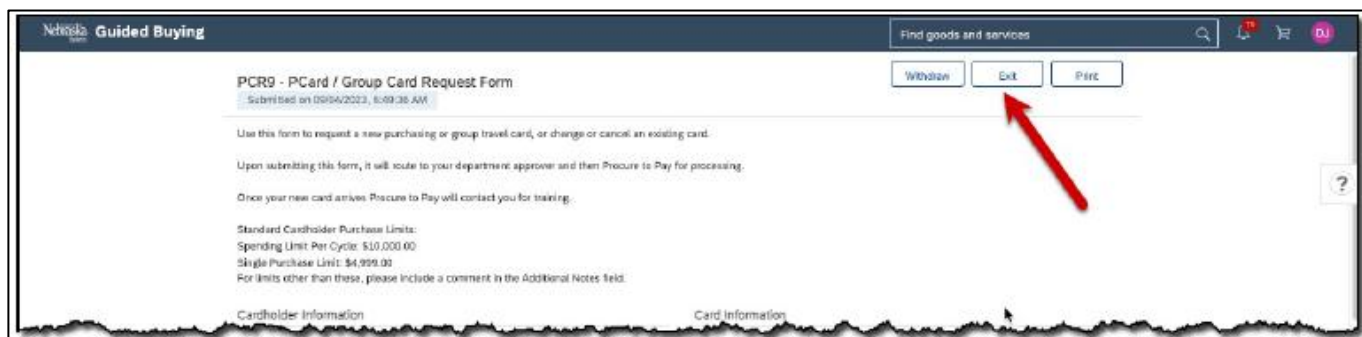 Nebraska Guided Buying
Find goods and services
DJ
PCR9 - PCard / Group Card Request Form
Withdraw
Exit
Print
Submitted on 09/04/2023, 6:49:36 AM
Use this form to request a new purchasing or group travel card, or change or cancel an existing card.
Upon submitting this form, it will route to your department approver and then Procure to Pay for processing.
?
Once your new card arrives Procure to Pay will contact you for training.
Standard Cardholder Purchase Limits:
Spending Limit Per Cycle: $10,000.00
Single Purchase Limit: $4,999.00
For limits other than these, please include a comment in the Additional Notes field.
Cardholder Information
Card Information